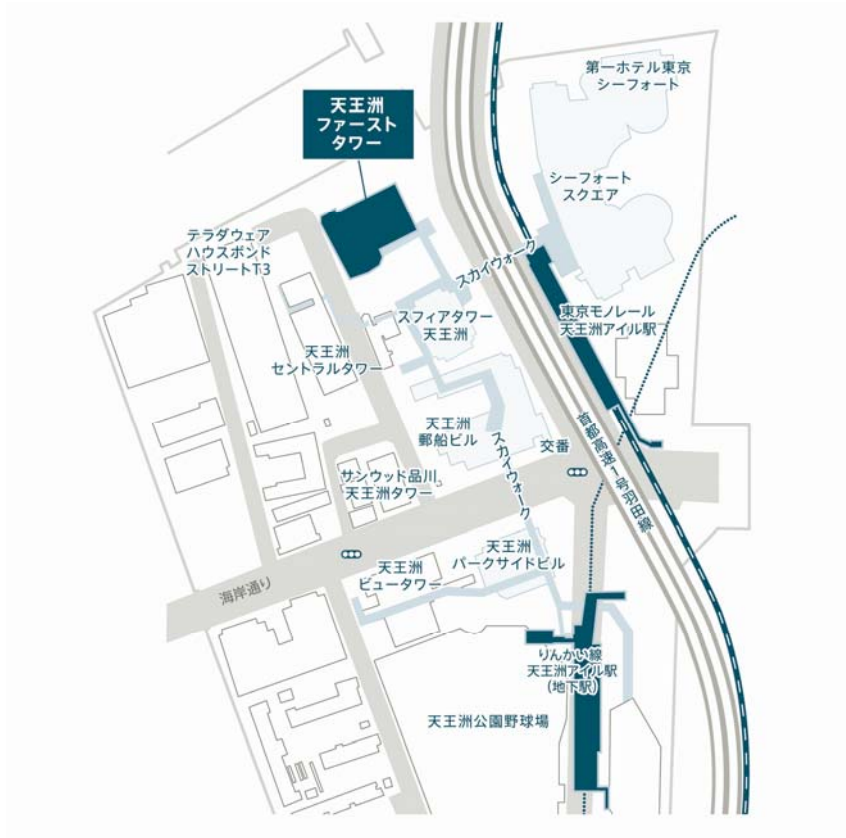 第一ホテル東京
シーフォート
天王洲
ファースト
タワー
シーフォート
スクエア
テラダウェア
ハウスボンド
ストリートT3
スカイウォーク
スフィアタワー
天王洲
東京モノレール
天王洲アイル駅
天王洲
セントラルタワー
天王洲
郵船ビル
スカイウォーク
交番
首都高速1号羽田線
サンウッド品川
天王洲タワー
天王洲
パークサイドビル
天王洲
ビュータワー
海岸通り
りんかい線
天王洲アイル駅
(地下駅)
天王洲公園野球場